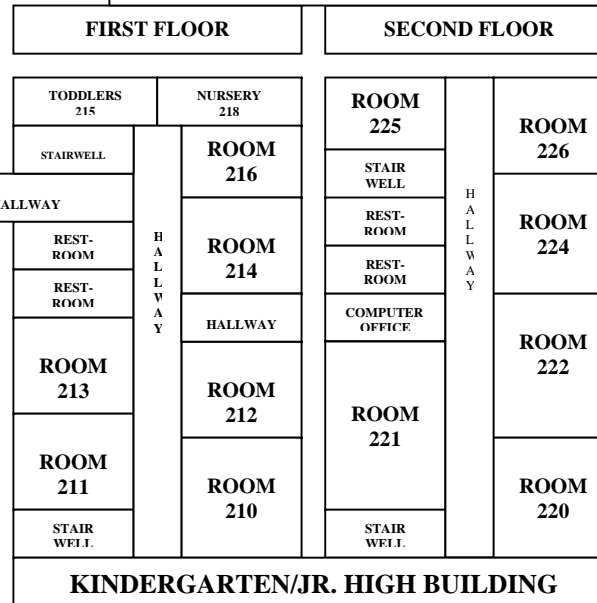 FIRST FLOOR
SECOND FLOOR
TODDLERS
215
NURSERY
218
STAIRWELL
ROOM
216
HALLWAY
REST-
ROOM
REST-
ROOM
HALLWAY
ROOM
214
HALLWAY
ROOM
213
ROOM
212
ROOM
211
ROOM
210
STAIR
WELL
ROOM
225
ROOM
226
STAIR
WELL
REST-
ROOM
REST-
ROOM
HALLWAY
ROOM
224
COMPUTER
OFFICE
ROOM
222
ROOM
221
ROOM
220
STAIR
WELL
KINDERGARTEN/JR. HIGH BUILDING